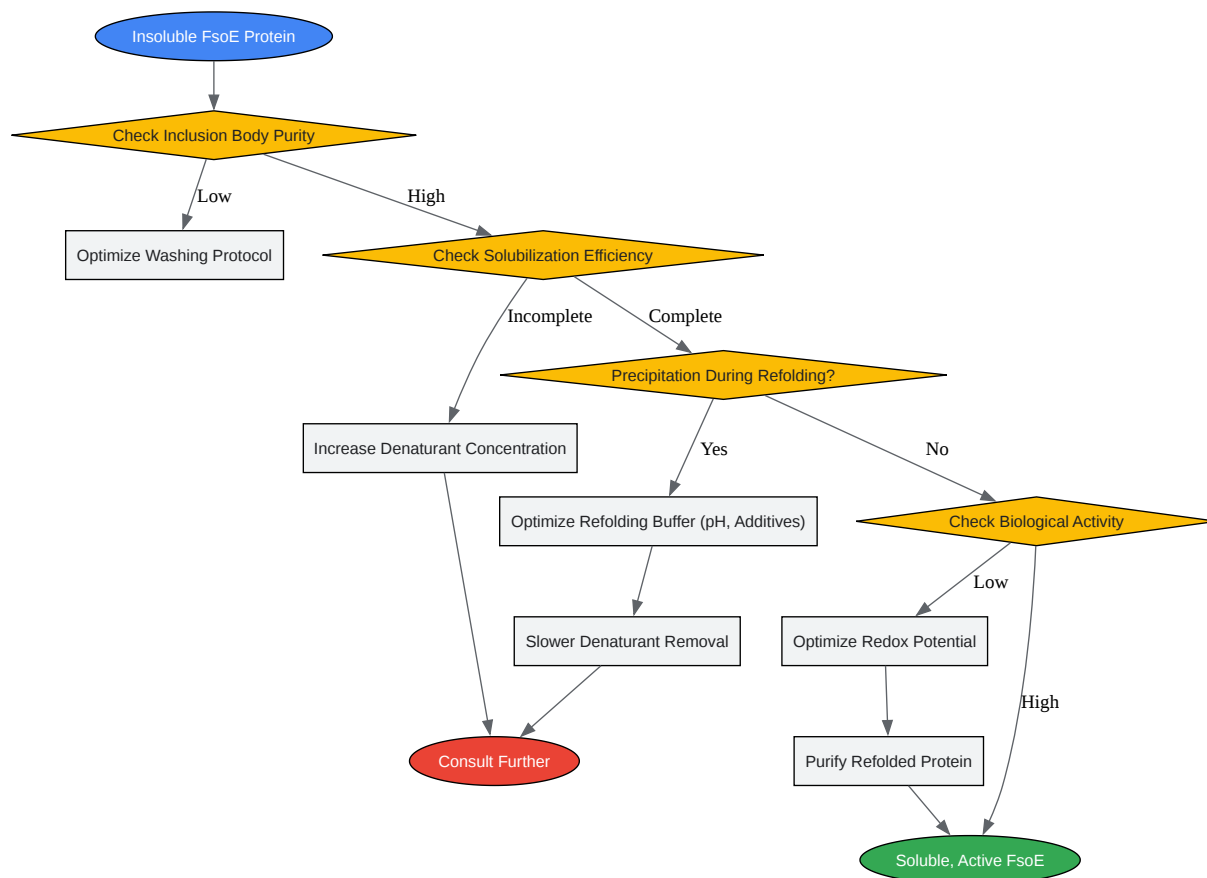 Insoluble FsoE Protein
Check Inclusion Body Purity
Low
High
Optimize Washing Protocol
Check Solubilization Efficiency
Incomplete
Complete
Precipitation During Refolding?
Increase Denaturant Concentration
Yes
No
Optimize Refolding Buffer (pH, Additives)
Check Biological Activity
Low
Slower Denaturant Removal
Optimize Redox Potential
High
Consult Further
Purify Refolded Protein
Soluble, Active FsoE